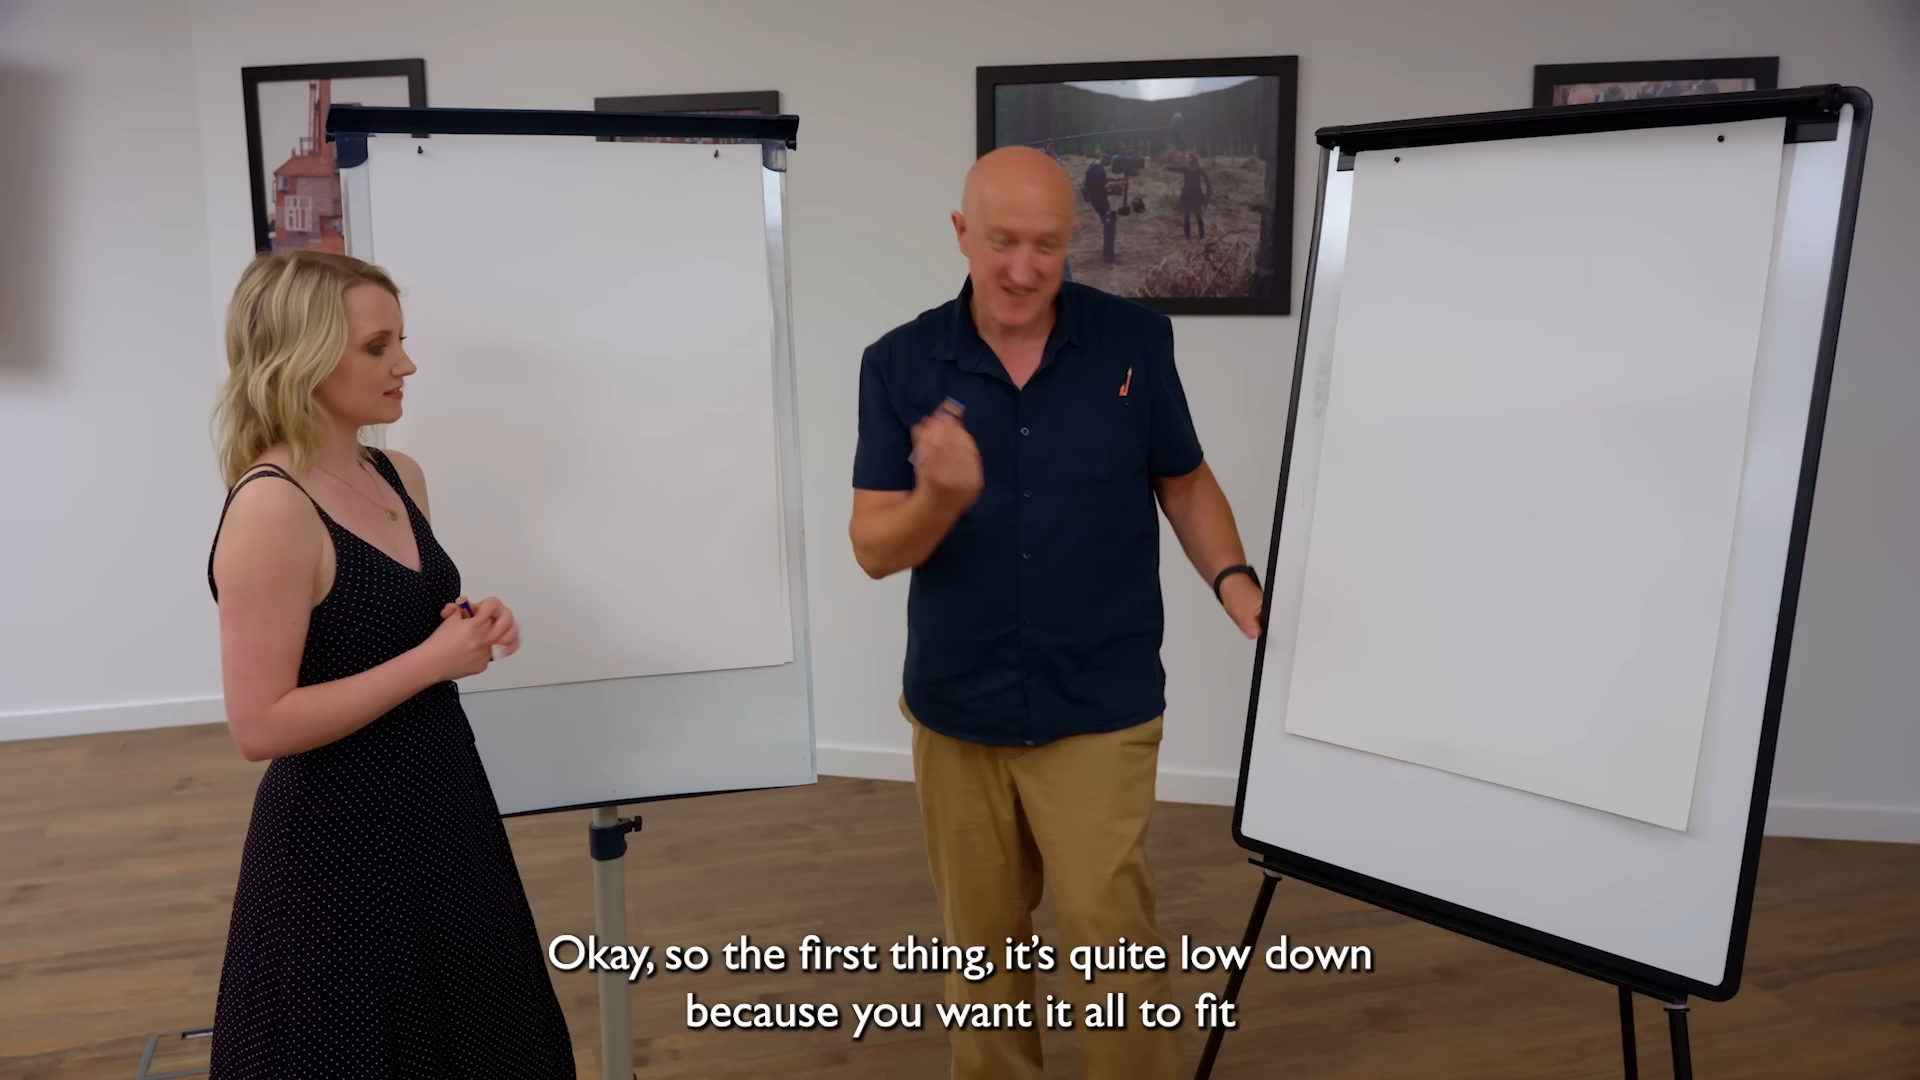 Okay, so the first thing, it's quite low down
because you want it all to fit